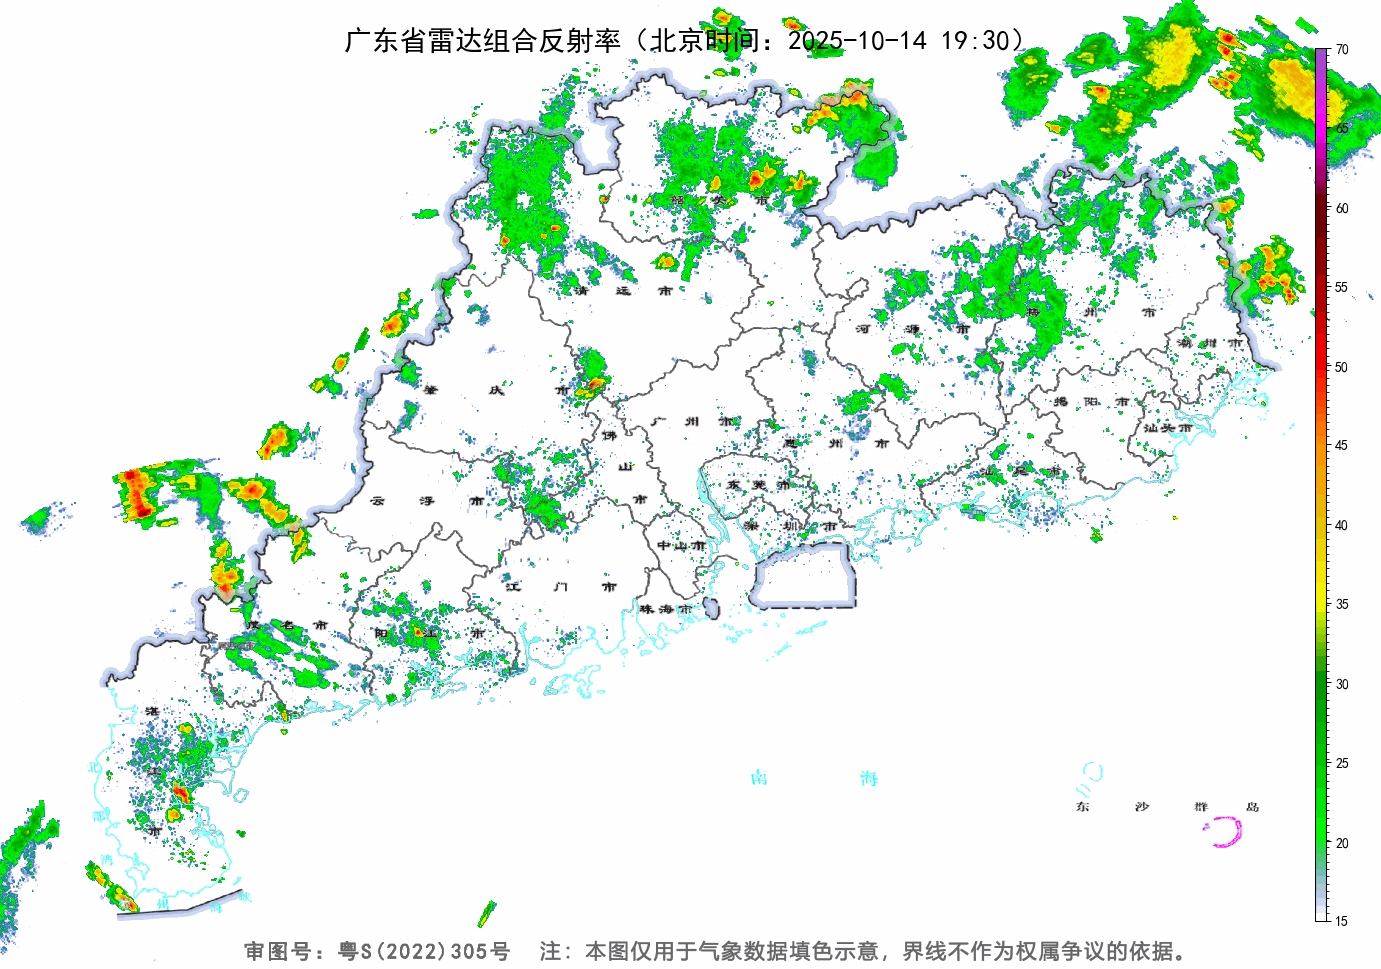 广东省雷达组合反射率（北京时间：2025-10-14 19:30）
70
65
60
55
50
45
40
35
30
25
20
15
韶关市
清远市
河源市
梅州市
潮州市
肇庆市
广州市
惠州市
揭阳市
汕头市
佛山市
云浮市
东莞市
汕尾市
深圳市
中山市
江门市
珠海市
茂名市
阳江市
湛江市
南海
东沙群岛
北部湾
州海峡
审图号：粤S(2022)305号 注：本图仅用于气象数据填色示意，界线不作为权属争议的依据。